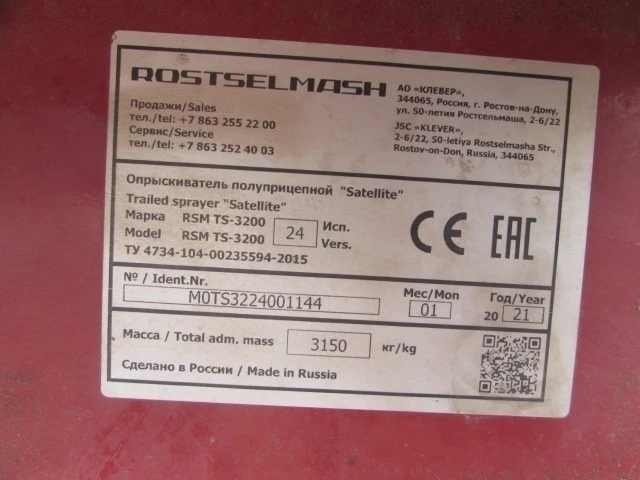 ROSTSELMASH
Продажи/Sales
тел./tel: +7 863 255 22 00
Сервис/Service
тел./tel: +7 863 252 40 03
АО «КЛЕВЕР»,
344065, Россия, г. Ростов-на-Дону,
ул. 50-летия Ростсельмаша, 2-6/22
JSC «KLEVER»
2-6/22, 50-letiya Rostselmasha Str.,
Rostov-on-Don, Russia, 344065
Опрыскиватель полуприцепной "Satellite"
Trailed sprayer "Satellite"
Марка RSM TS-3200
Model RSM TS-3200
24
Исп.
Vers.
ТУ 4734-104-00235594-2015
CE EAC
№ / Ident.Nr.
M0TS3224001144
Мес/Mon
01
Год/Year
20 21
Масса / Total adm. mass 3150 кг/kg
Сделано в России / Made in Russia